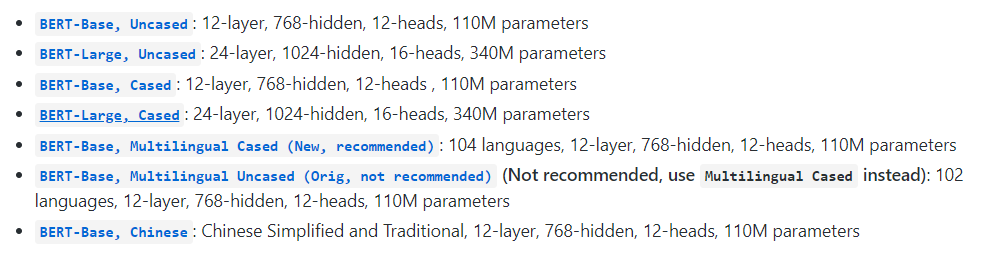 BERT-Base, Uncased: 12-layer, 768-hidden, 12-heads, 110M parameters
BERT-Large, Uncased: 24-layer, 1024-hidden, 16-heads, 340M parameters
BERT-Base, Cased: 12-layer, 768-hidden, 12-heads , 110M parameters
BERT-Large, Cased: 24-layer, 1024-hidden, 16-heads, 340M parameters
BERT-Base, Multilingual Cased (New, recommended): 104 languages, 12-layer, 768-hidden, 12-heads, 110M parameters
BERT-Base, Multilingual Uncased (Orig, not recommended) (Not recommended, use Multilingual Cased instead): 102
languages, 12-layer, 768-hidden, 12-heads, 110M parameters
BERT-Base, Chinese: Chinese Simplified and Traditional, 12-layer, 768-hidden, 12-heads, 110M parameters